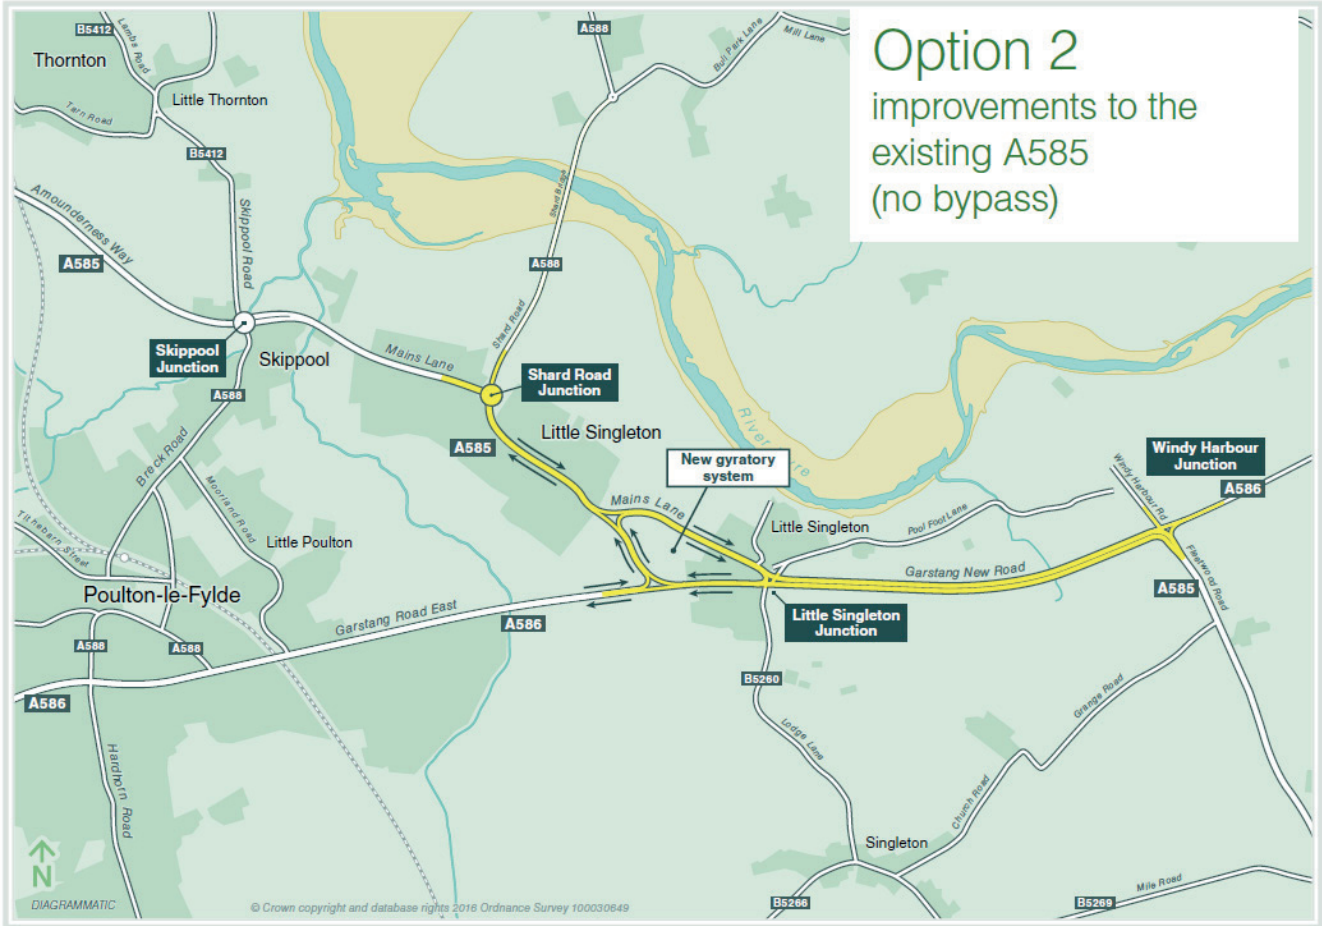 Option 2
improvements to the
existing A585
(no bypass)
B5412
Lambs Road
Thornton
Little Thornton
Tarn Road
B5412
Amounderness Way
A585
Skippool Road
Skippool
Junction
Skippool
A588
Breck Road
Moorland Road
Tithebarn Street
Little Poulton
Poulton-le-Fylde
A588
A588
A586
Hardhorn Road
Garstang Road East
A586
A588
Bull Park Lane
Mill Lane
Shard Bridge
A588
Shard Road
Mains Lane
Shard Road
Junction
A585
Little Singleton
New gyratory
system
Mains Lane
River Wyre
Little Singleton
Pool Foot Lane
Windy Harbour
Junction
Windy Harbour Rd
A586
Garstang New Road
Fleetwood Road
A585
Little Singleton
Junction
B5260
Lodge Lane
Grange Road
Church Road
Singleton
B5266
B5269
Mile Road
N
DIAGRAMMATIC
© Crown copyright and database rights 2016 Ordnance Survey 100030649